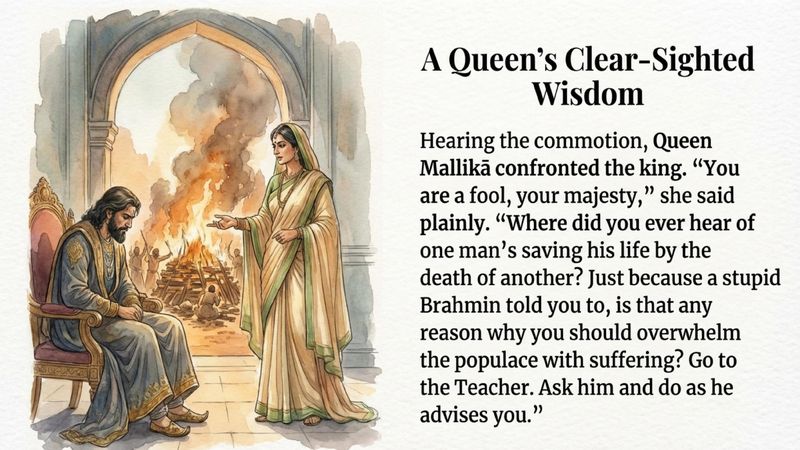 A Queen’s Clear-Sighted
Wisdom
Hearing the commotion, Queen
Mallikā confronted the king. “You
are a fool, your majesty,” she said
plainly. “Where did you ever hear of
one man’s saving his life by the
death of another? Just because a stupid
Brahmin told you to, is that any
reason why you should overwhelm
the populace with suffering? Go to
the Teacher. Ask him and do as he
advises you.”